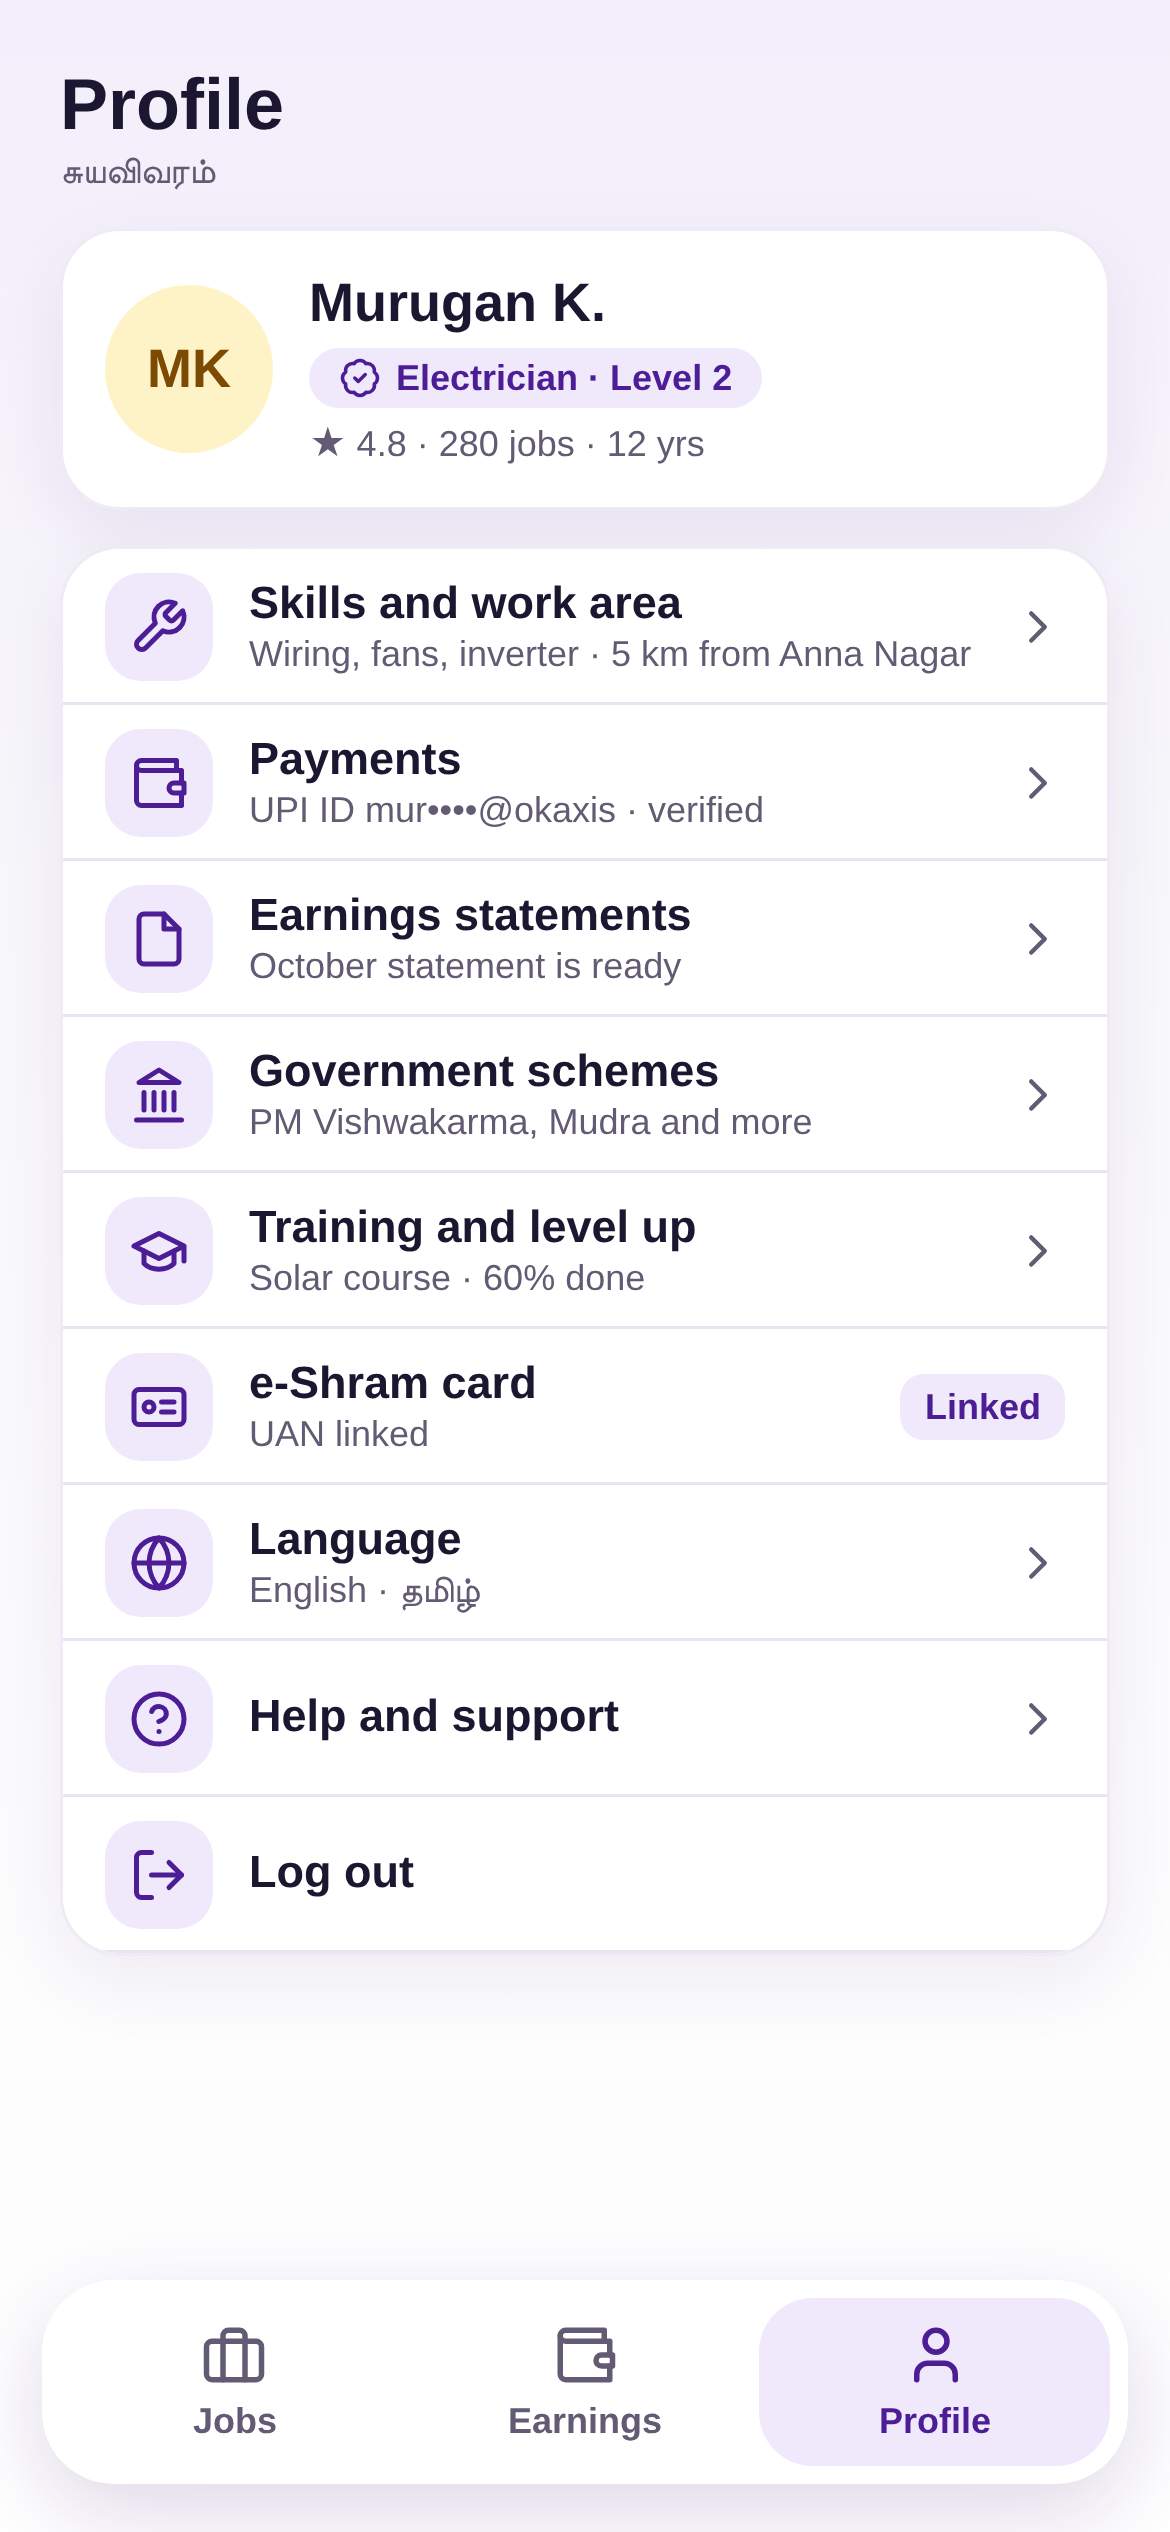 Profile
சுயவிவரம்
MK
Murugan K.
Electrician · Level 2
★ 4.8 · 280 jobs · 12 yrs
Skills and work area
Wiring, fans, inverter · 5 km from Anna Nagar
Payments
UPI ID mur••••@okaxis · verified
Earnings statements
October statement is ready
Government schemes
PM Vishwakarma, Mudra and more
Training and level up
Solar course · 60% done
e-Shram card
UAN linked
Linked
Language
English · தமிழ்
Help and support
Log out
Jobs
Earnings
Profile